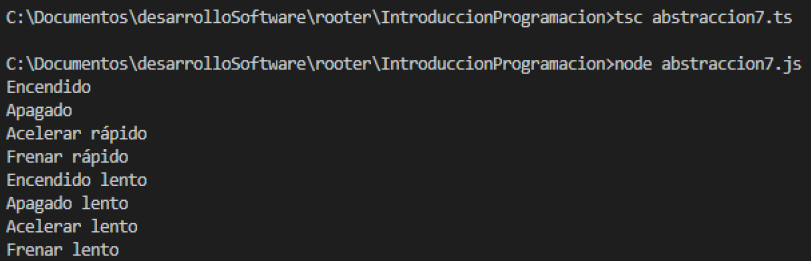 C:\Documentos\desarrolloSoftware\rooter\IntroduccionProgramacion>tsc abstraccion7.ts
C:\Documentos\desarrolloSoftware\rooter\IntroduccionProgramacion>node abstraccion7.js
Encendido
Apagado
Acelerar rápido
Frenar rápido
Encendido lento
Apagado lento
Acelerar lento
Frenar lento